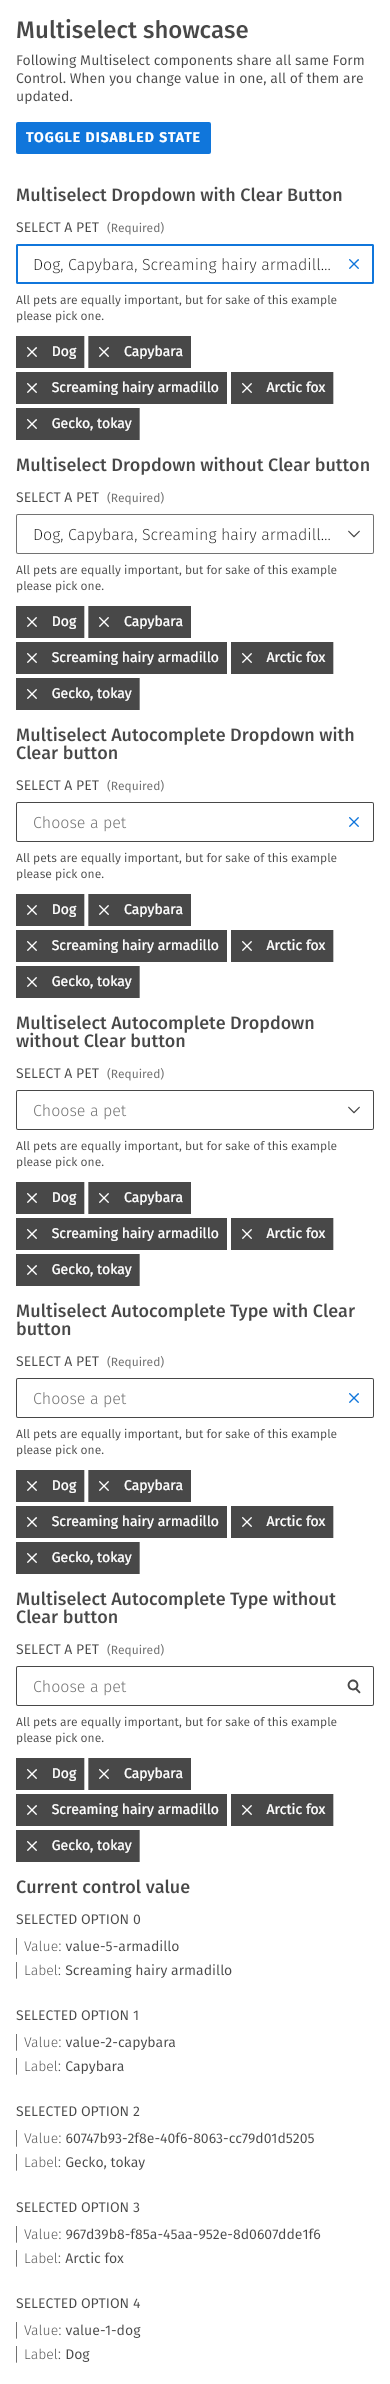 Multiselect showcase
Following Multiselect components share all same Form
Control. When you change value in one, all of them are
updated.
TOGGLE DISABLED STATE
Multiselect Dropdown with Clear Button
SELECT A PET (Required)
Dog, Capybara, Screaming hairy armadill...
All pets are equally important, but for sake of this example
please pick one.
Dog Capybara
Screaming hairy armadillo Arctic fox
Gecko, tokay
Multiselect Dropdown without Clear button
SELECT A PET (Required)
Dog, Capybara, Screaming hairy armadill...
All pets are equally important, but for sake of this example
please pick one.
Dog Capybara
Screaming hairy armadillo Arctic fox
Gecko, tokay
Multiselect Autocomplete Dropdown with
Clear button
SELECT A PET (Required)
Choose a pet
All pets are equally important, but for sake of this example
please pick one.
Dog Capybara
Screaming hairy armadillo Arctic fox
Gecko, tokay
Multiselect Autocomplete Dropdown
without Clear button
SELECT A PET (Required)
Choose a pet
All pets are equally important, but for sake of this example
please pick one.
Dog Capybara
Screaming hairy armadillo Arctic fox
Gecko, tokay
Multiselect Autocomplete Type with Clear
button
SELECT A PET (Required)
Choose a pet
All pets are equally important, but for sake of this example
please pick one.
Dog Capybara
Screaming hairy armadillo Arctic fox
Gecko, tokay
Multiselect Autocomplete Type without
Clear button
SELECT A PET (Required)
Choose a pet
All pets are equally important, but for sake of this example
please pick one.
Dog Capybara
Screaming hairy armadillo Arctic fox
Gecko, tokay
Current control value
SELECTED OPTION 0
Value: value-5-armadillo
Label: Screaming hairy armadillo
SELECTED OPTION 1
Value: value-2-capybara
Label: Capybara
SELECTED OPTION 2
Value: 60747b93-2f8e-40f6-8063-cc79d01d5205
Label: Gecko, tokay
SELECTED OPTION 3
Value: 967d39b8-f85a-45aa-952e-8d0607dde1f6
Label: Arctic fox
SELECTED OPTION 4
Value: value-1-dog
Label: Dog